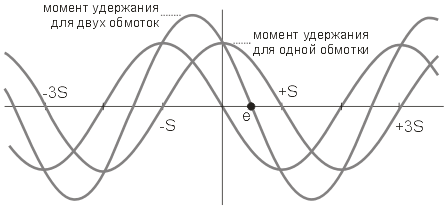 момент удержания
для двух обмоток
момент удержания
для одной обмотки
-3S
+S
e
-S
+3S